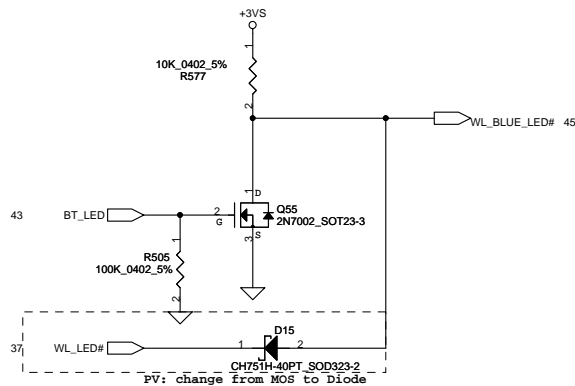 +3VS
1
10K_0402_5%
R577
2
WL_BLUE_LED# 45
1
D
43 BT_LED 2 G
Q55
2N7002_SOT23-3
3
S
1
R505
100K_0402_5%
2
D15
37 WL_LED# 1 2
CH751H-40PT_SOD323-2
PV: change from MOS to Diode